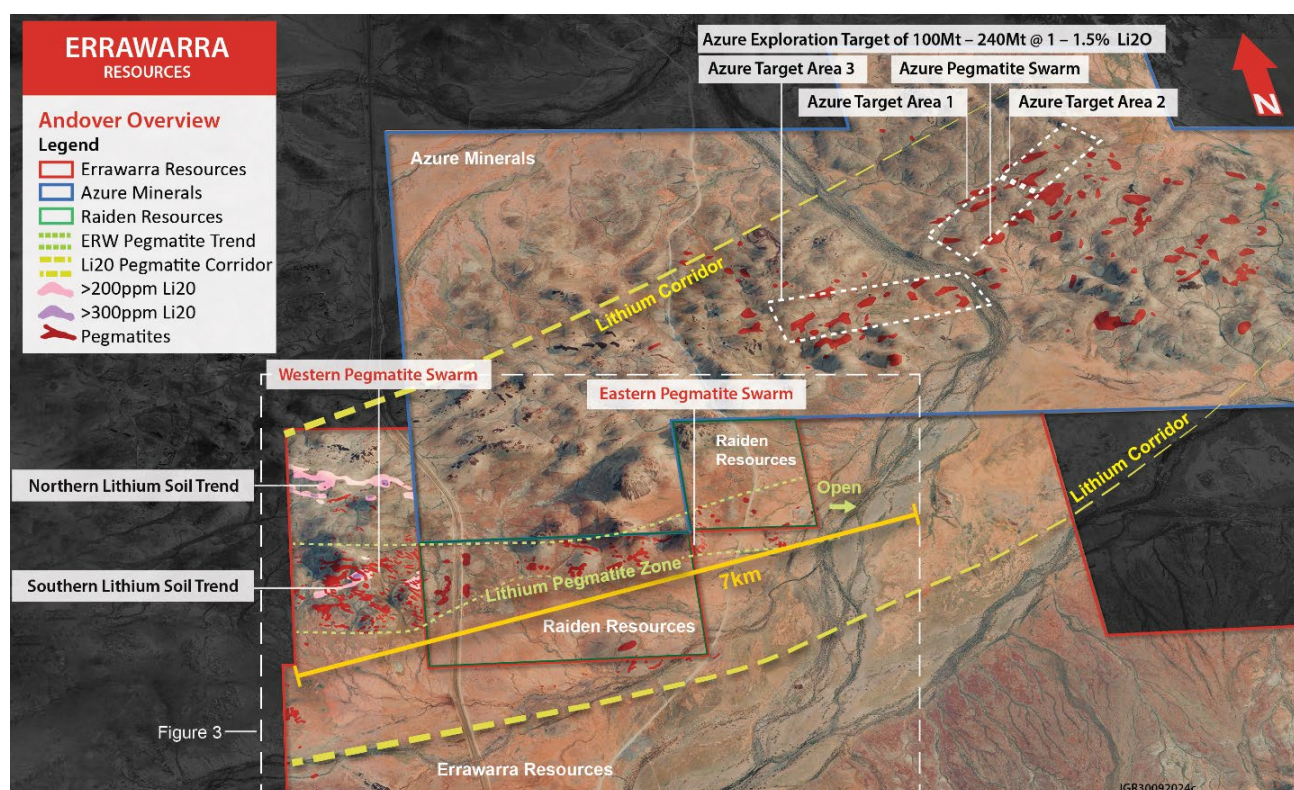 ERRAWARRA
RESOURCES
Andover Overview
Legend
Errawarra Resources
Azure Minerals
Raiden Resources
ERW Pegmatite Trend
Li20 Pegmatite Corridor
>200ppm Li20
>300ppm Li20
Pegmatites
Azure Exploration Target of 100Mt – 240Mt @ 1 – 1.5% Li2O
Azure Target Area 3
Azure Pegmatite Swarm
Azure Target Area 1
Azure Target Area 2
N
Azure Minerals
Lithium Corridor
Western Pegmatite Swarm
Eastern Pegmatite Swarm
Raiden
Resources
Lithium Corridor
Northern Lithium Soil Trend
Open
Southern Lithium Soil Trend
Lithium Pegmatite Zone
7km
Raiden Resources
Figure 3
Errawarra Resources
JGR30092024c